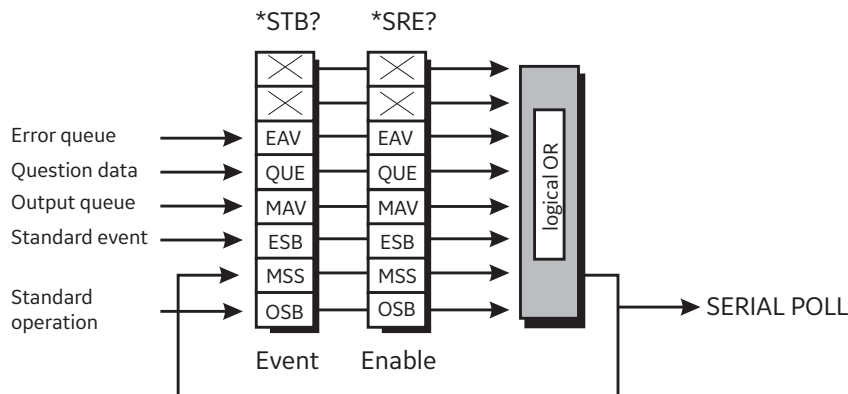 *STB? *SRE?
Error queue EAV EAV
Question data QUE QUE
Output queue MAV MAV
Standard event ESB ESB
MSS MSS
Standard
operation OSB OSB
logical OR
SERIAL POLL
Event Enable